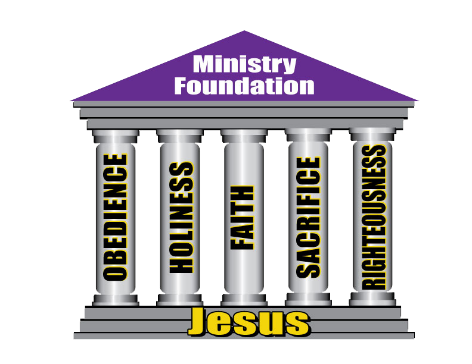 Ministry
Foundation
OBEDIENCE
HOLINESS
FAITH
SACRIFICE
RIGHTEOUSNESS
Jesus